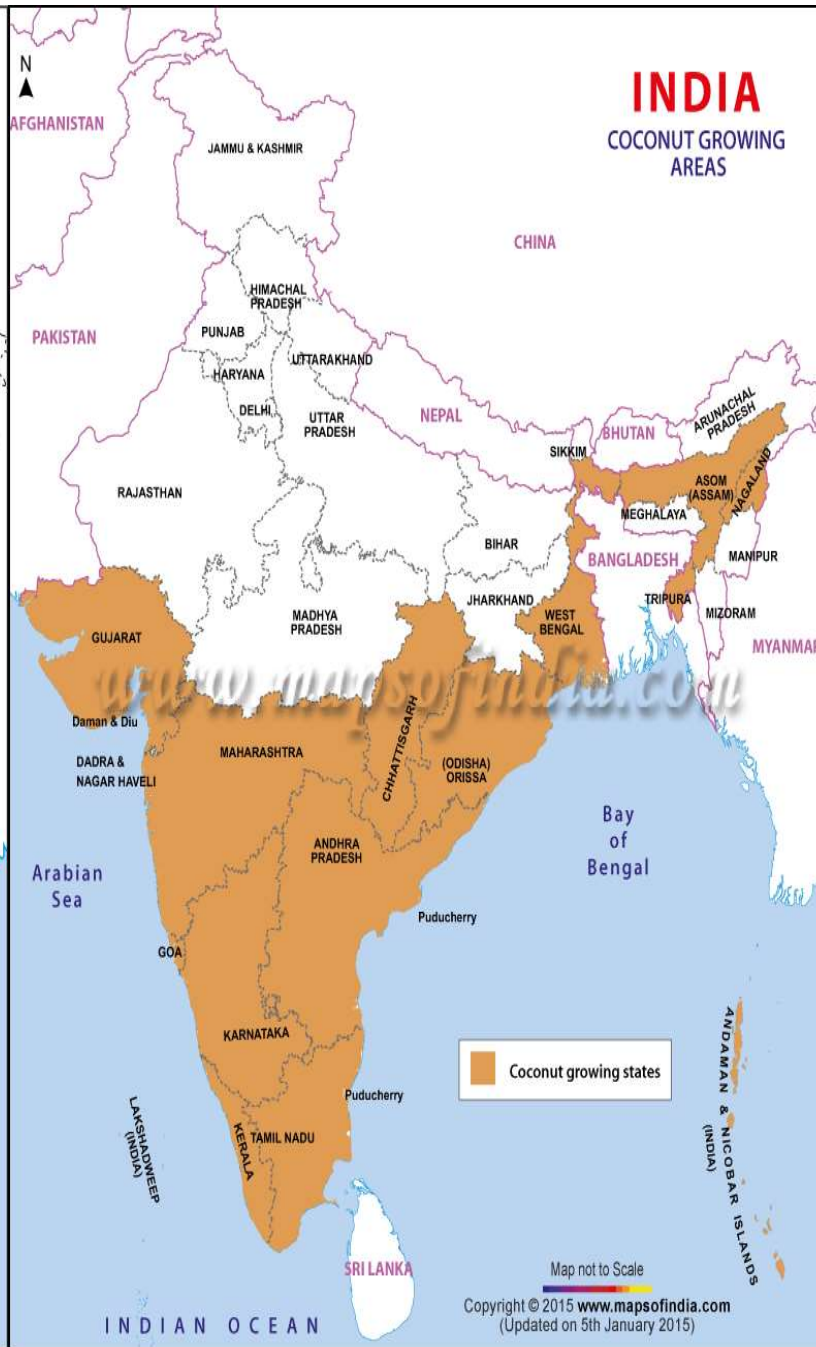 N
INDIA
COCONUT GROWING
AREAS
AFGHANISTAN
JAMMU & KASHMIR
CHINA
HIMACHAL
PRADESH
PAKISTAN
PUNJAB
UTTARAKHAND
HARYANA
DELHI
UTTAR
PRADESH
NEPAL
BHUTAN
ARUNACHAL
PRADESH
SIKKIM
RAJASTHAN
ASOM
(ASSAM)
NAGALAND
MEGHALAYA
BIHAR
BANGLADESH
MANIPUR
JHARKHAND
TRIPURA
MIZORAM
MADHYA
PRADESH
WEST
BENGAL
GUJARAT
MYANMAR
www.mapsofindia.com
Daman & Diu
MAHARASHTRA
CHHATTISGARH
DADRA &
NAGAR HAVELI
(ODISHA)
ORISSA
ANDHRA
PRADESH
Bay
of
Bengal
Arabian
Sea
Puducherry
GOA
KARNATAKA
Coconut growing states
Puducherry
ANDAMAN & NICOBAR ISLANDS
(INDIA)
LAKSHADWEEP
(INDIA)
KERALA
TAMIL NADU
SRI LANKA
Map not to Scale
Copyright © 2015 www.mapsofindia.com
(Updated on 5th January 2015)
INDIAN OCEAN